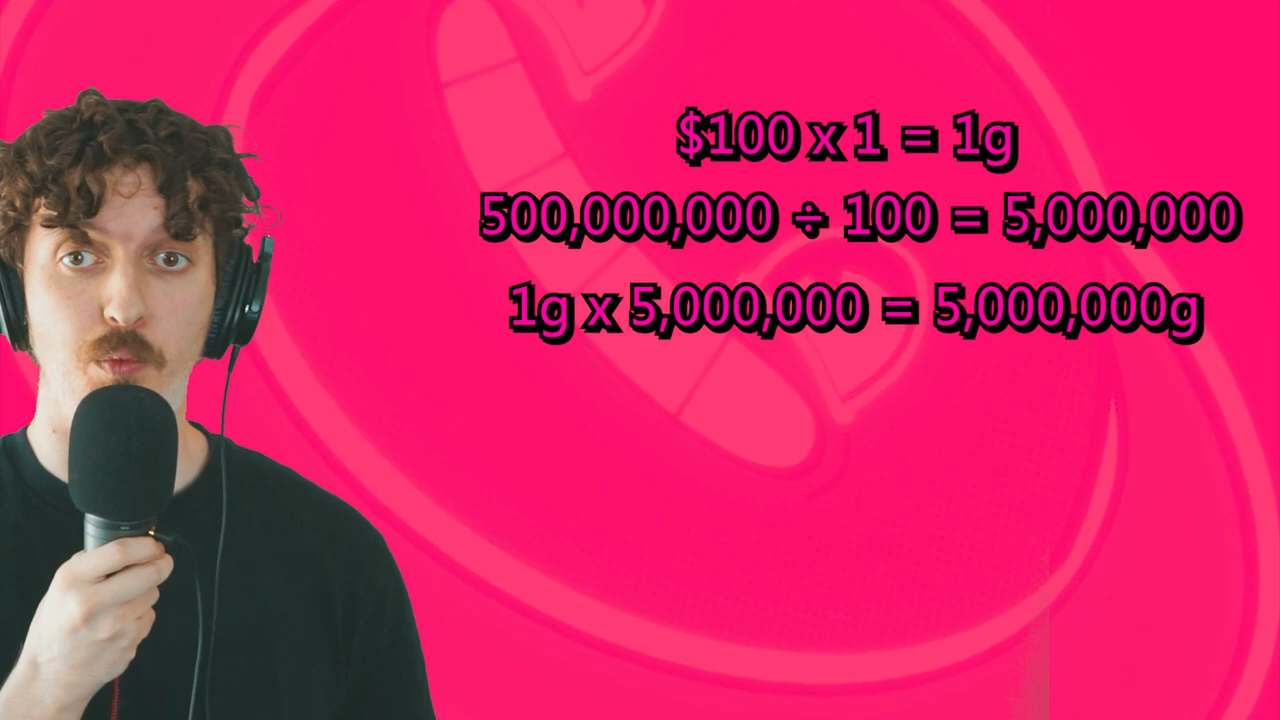 $100 x 1 = 1g
500,000,000 ÷ 100 = 5,000,000
1g x 5,000,000 = 5,000,000g